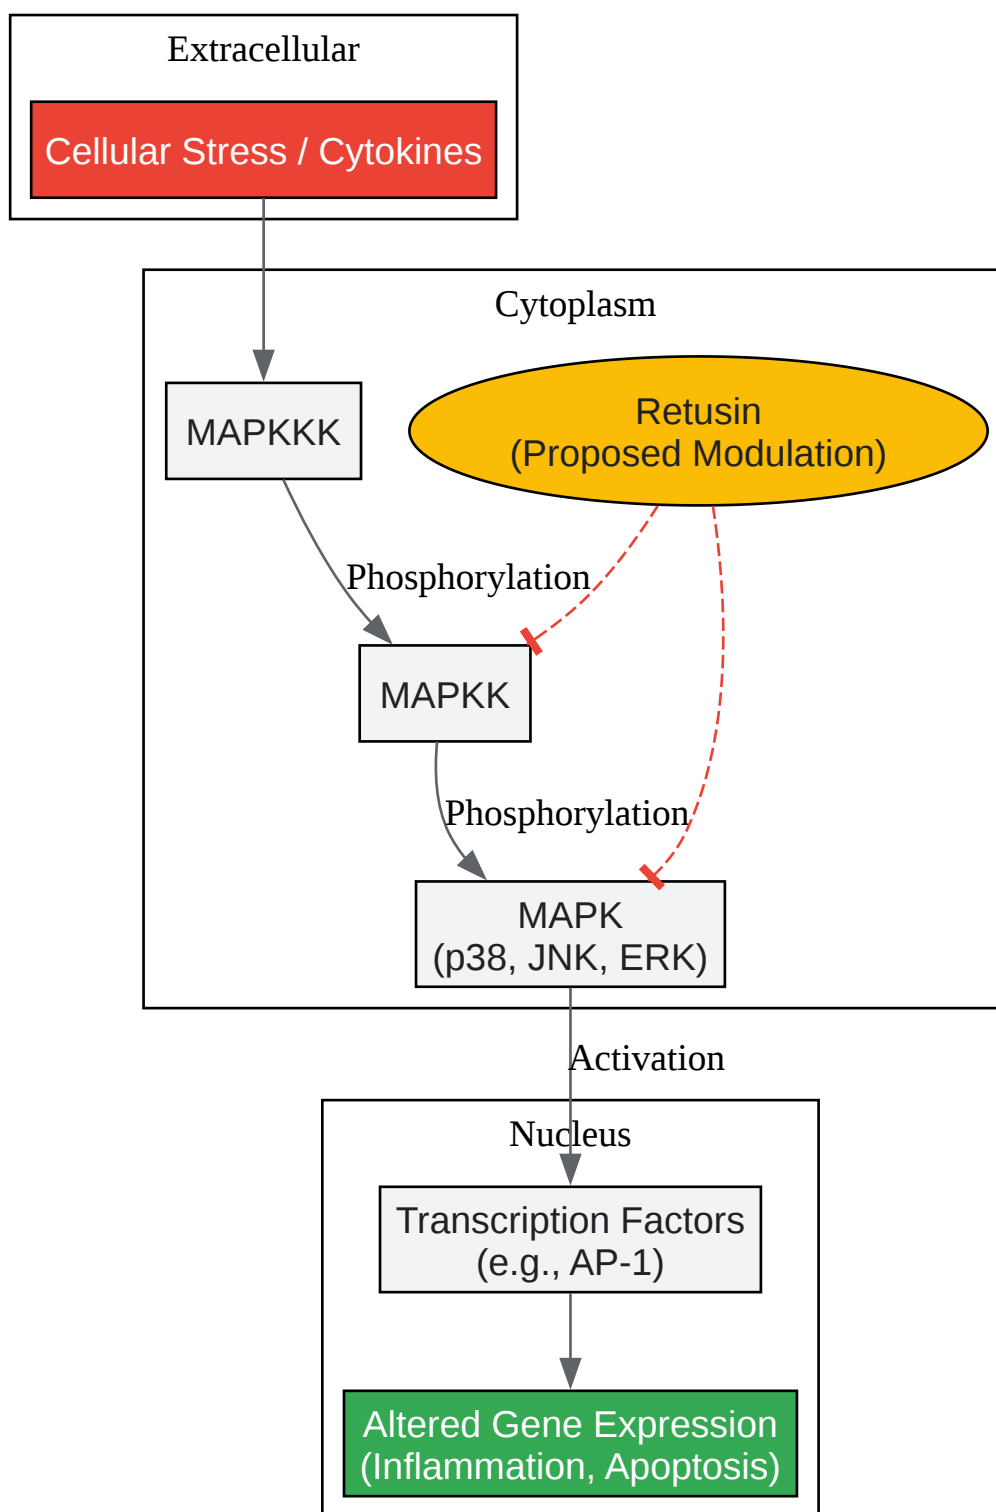 Extracellular
Cellular Stress / Cytokines
Cytoplasm
MAPKKK
Retusin
(Proposed Modulation)
Phosphorylation
MAPKK
Phosphorylation
MAPK
(p38, JNK, ERK)
Activation
Nucleus
Transcription Factors
(e.g., AP-1)
Altered Gene Expression
(Inflammation, Apoptosis)